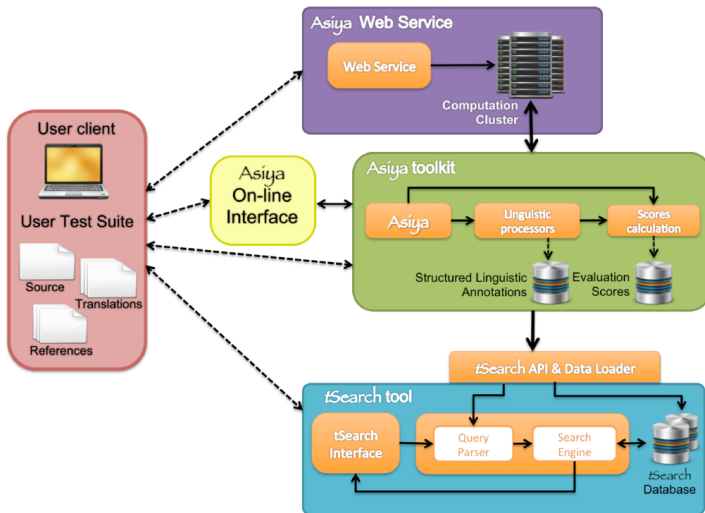 Asiya Web Service
Web Service
Computation
Cluster
User client
User Test Suite
Source
Translations
References
Asiya
On-line
Interface
Asiya toolkit
Asiya
Linguistic
processors
Scores
calculation
Structured Linguistic
Annotations
Evaluation
Scores
tSearch API & Data Loader
tSearch tool
tSearch
Interface
Query
Parser
Search
Engine
tSearch
Database